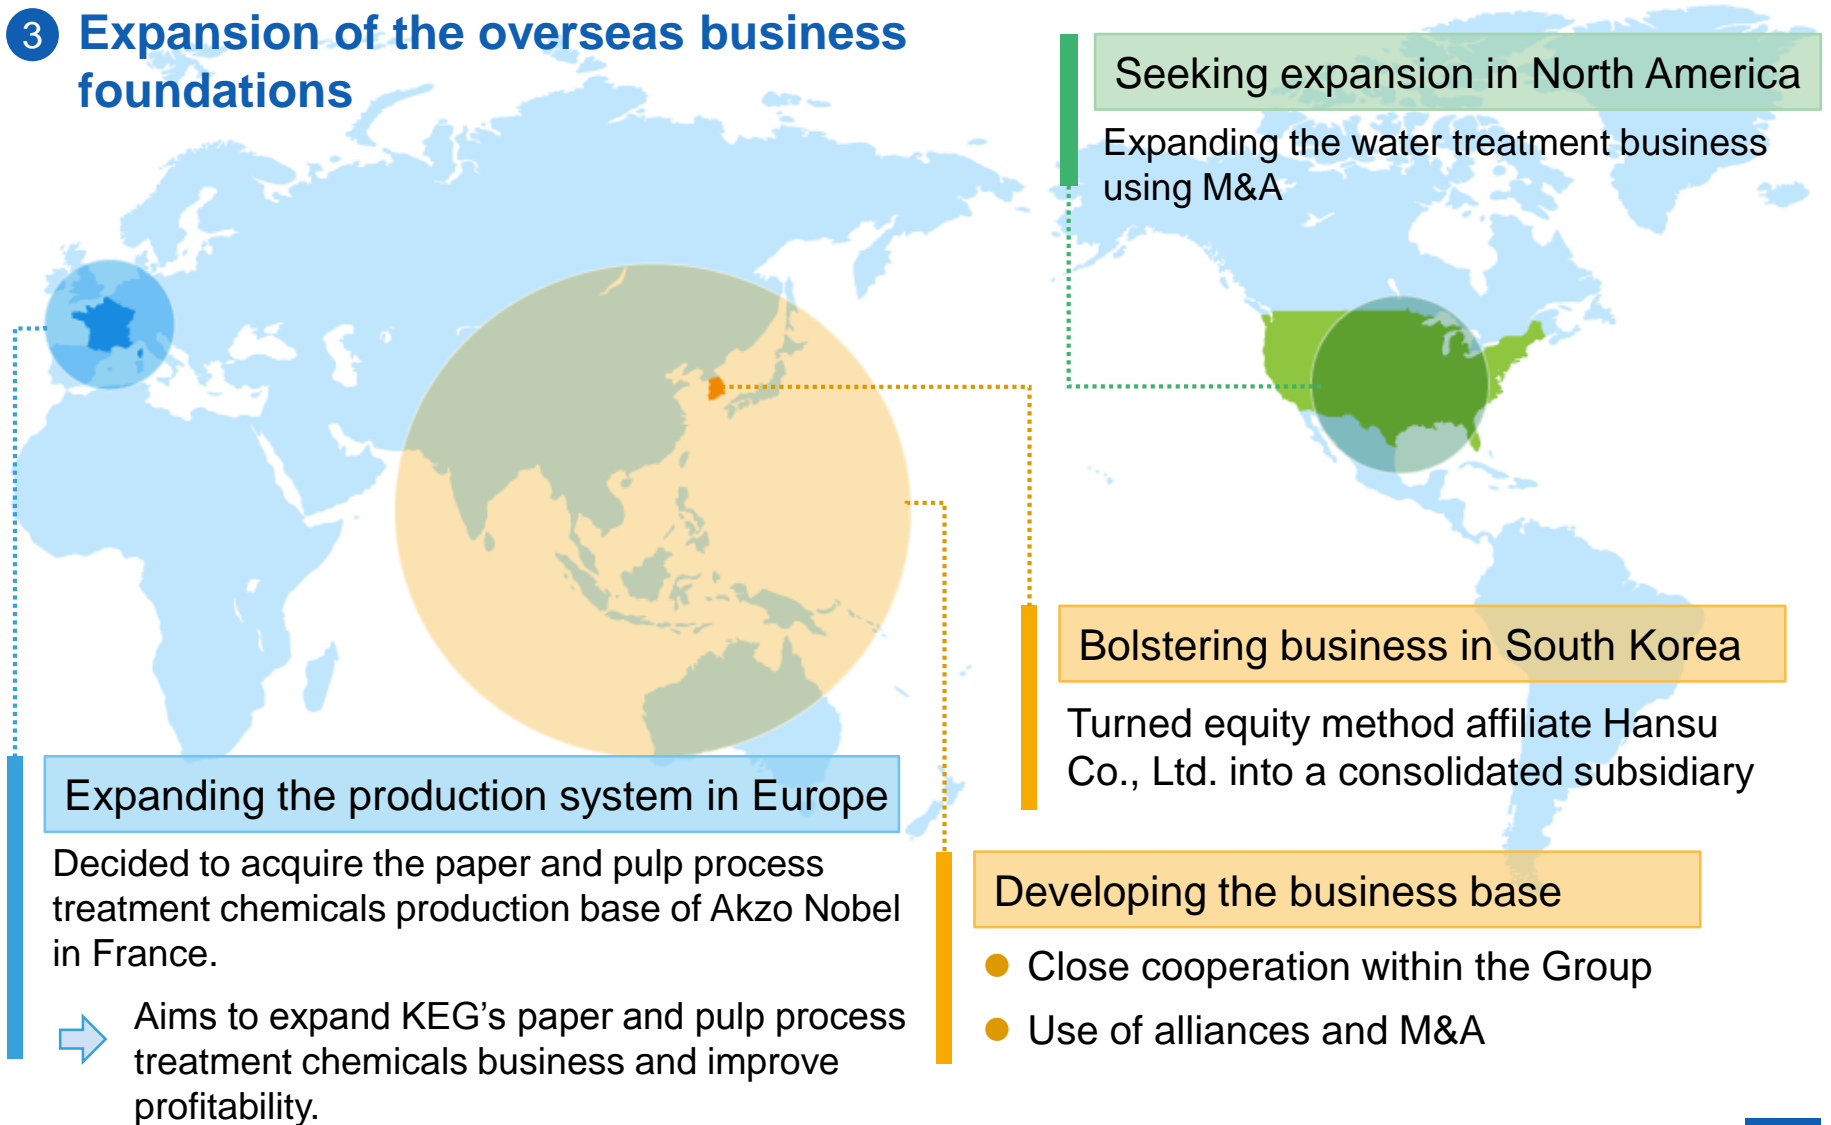 3 Expansion of the overseas business
foundations
Seeking expansion in North America
Expanding the water treatment business
using M&A
Bolstering business in South Korea
Turned equity method affiliate Hansu
Co., Ltd. into a consolidated subsidiary
Expanding the production system in Europe
Decided to acquire the paper and pulp process
treatment chemicals production base of Akzo Nobel
in France.
Aims to expand KEG’s paper and pulp process
treatment chemicals business and improve
profitability.
Developing the business base
● Close cooperation within the Group
● Use of alliances and M&A